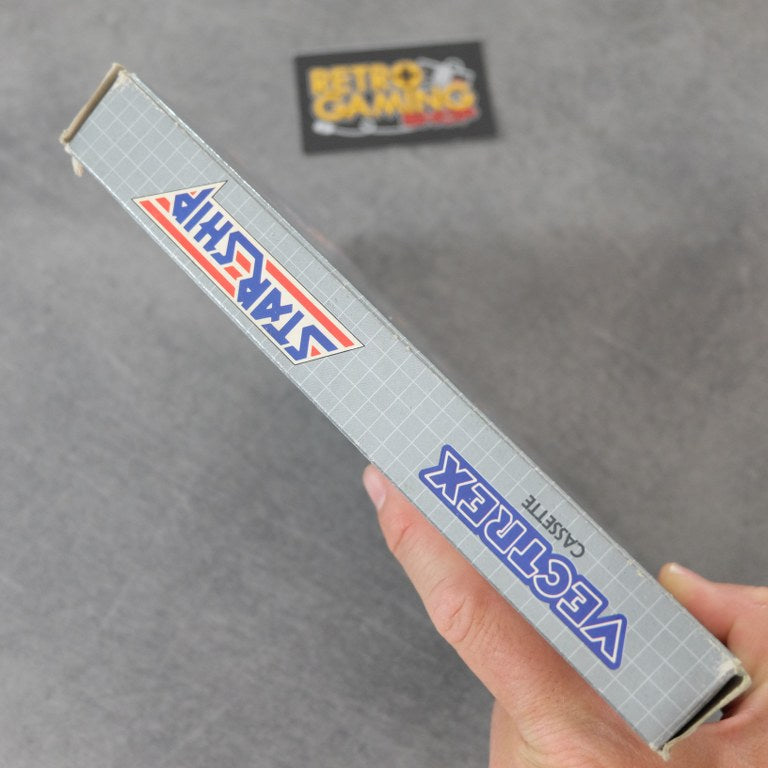 RETRO
GAMING
STARSHIP
VECTREX
CASSETTE